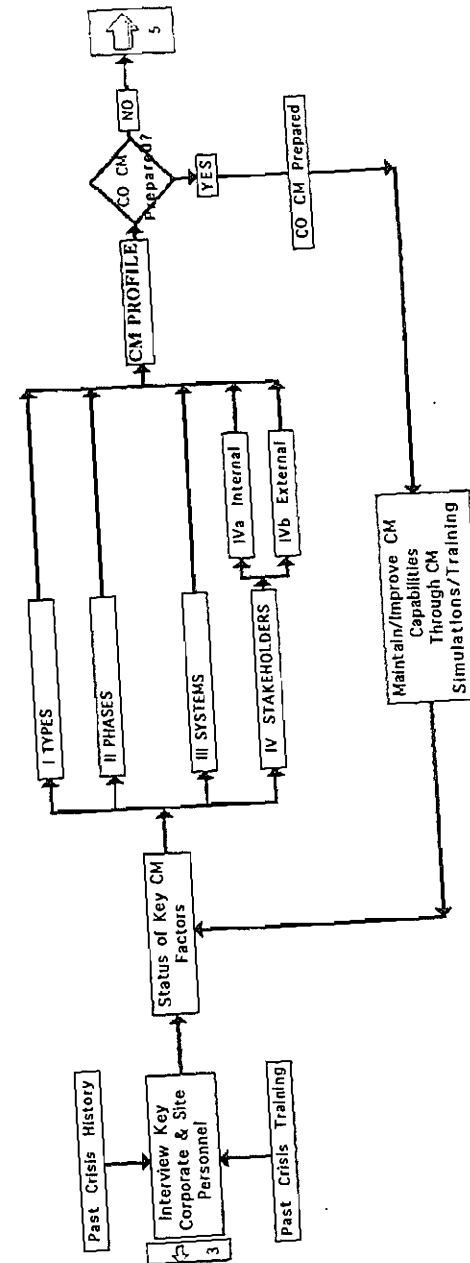 Past Crisis History
3
Interview Key
Corporate & Site
Personnel
Past Crisis Training
Status of Key CM
Factors
I TYPES
II PHASES
III SYSTEMS
IV STAKEHOLDERS
IVa Internal
IVb External
CM PROFILE
CO CM
Prepared?
NO
5
YES
CO CM Prepared
Maintain/Improve CM
Capabilities
Through CM
Simulations/Training